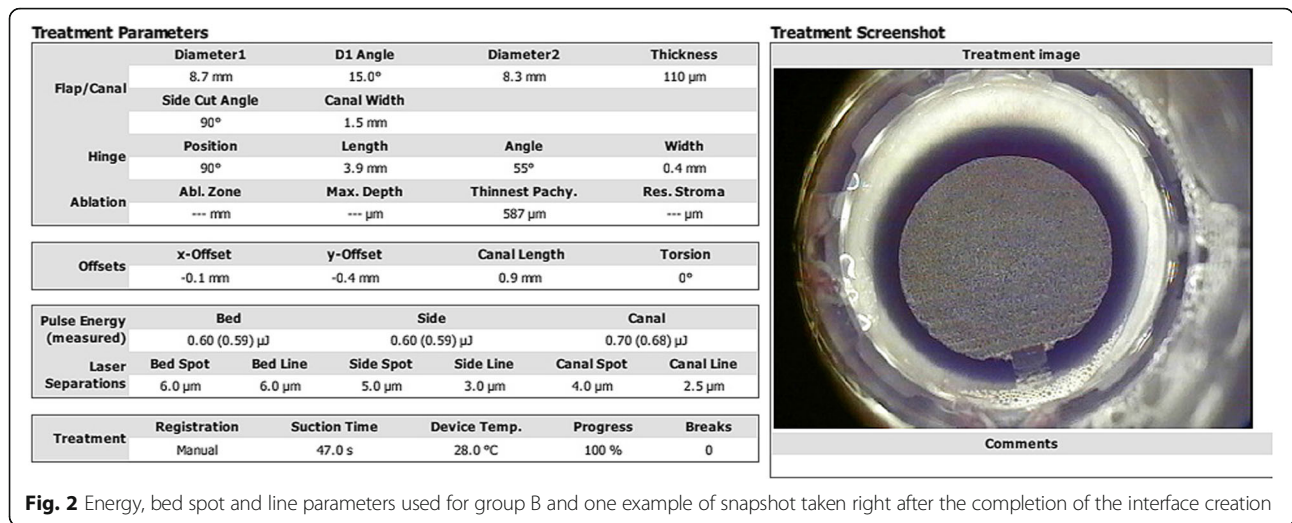 Treatment Parameters
Diameter1 D1 Angle Diameter2 Thickness
Flap/Canal
8.7 mm 15.0° 8.3 mm 110 µm
Side Cut Angle Canal Width
90° 1.5 mm
Position Length Angle Width
Hinge
90° 3.9 mm 55° 0.4 mm
Abl. Zone Max. Depth Thinnest Pachy. Res. Stroma
Ablation
--- mm --- µm 587 µm --- µm
x-Offset y-Offset Canal Length Torsion
Offsets
-0.1 mm -0.4 mm 0.9 mm 0°
Pulse Energy Bed Side Canal
(measured) 0.60 (0.59) µJ 0.60 (0.59) µJ 0.70 (0.68) µJ
Laser Bed Spot Bed Line Side Spot Side Line Canal Spot Canal Line
Separations 6.0 µm 6.0 µm 5.0 µm 3.0 µm 4.0 µm 2.5 µm
Registration Suction Time Device Temp. Progress Breaks
Treatment
Manual 47.0 s 28.0 °C 100 % 0
Treatment Screenshot
Treatment image
Comments
Fig. 2 Energy, bed spot and line parameters used for group B and one example of snapshot taken right after the completion of the interface creation